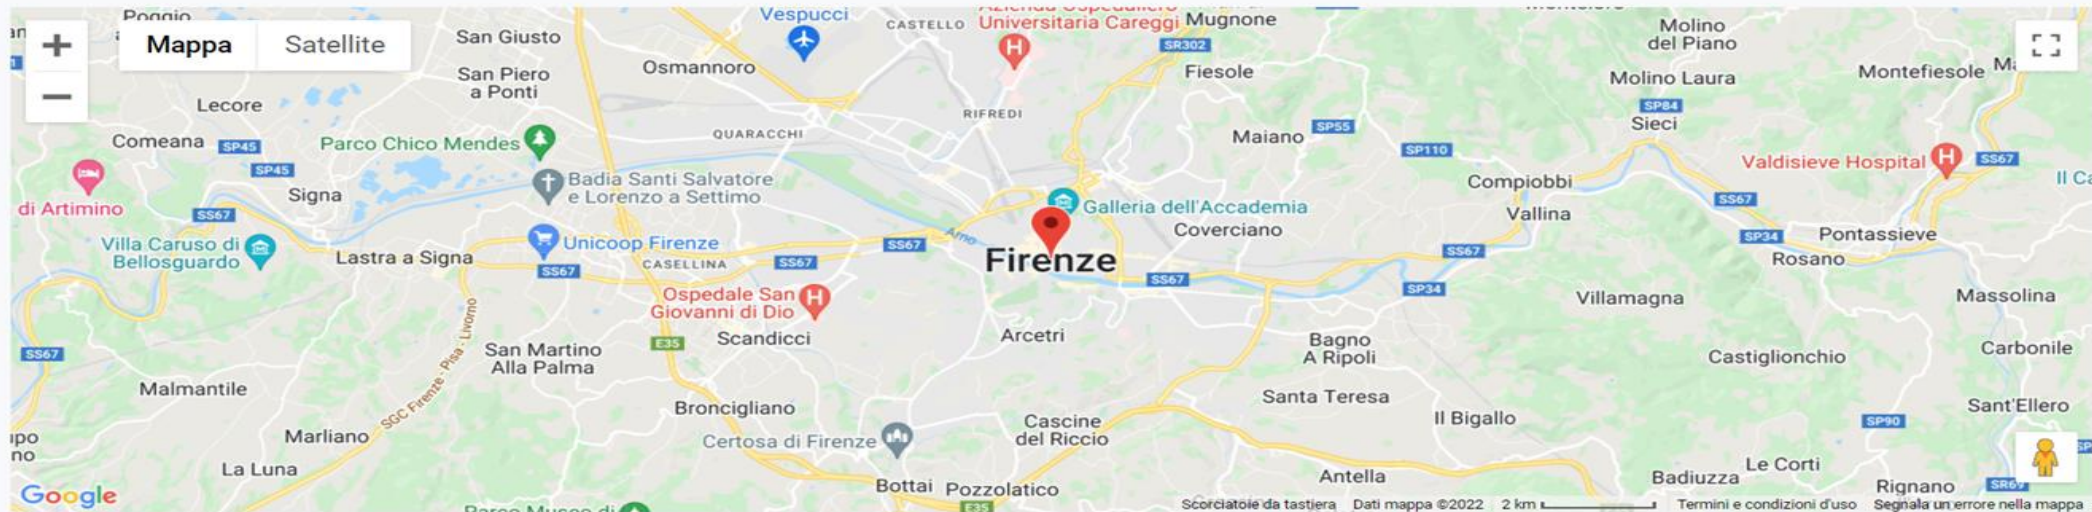 Poggio
Vespucci
CASTELLO
Universitaria Careggi
Mugnone
Molino
del Piano
Mappa
Satellite
San Giusto
SR302
Osmannoro
San Piero
a Ponti
Fiesole
Molino Laura
Montefiesole
Lecore
RIFREDI
SP84
Sieci
Comeana
SP45
Parco Chico Mendes
QUARACCHI
Maiano
SP55
SP110
Valdisieve Hospital
SS67
SP45
Badia Santi Salvatore
e Lorenzo a Settimo
Compiobbi
Signa
di Artimino
SS67
Galleria dell'Accademia
Vallina
SS67
Coverciano
Villa Caruso di
Bellosguardo
Unicoop Firenze
SS67
Arno
SP34
Pontassieve
Lastra a Signa
SS67
CASELLINA
SS67
Firenze
SS67
SS67
Rosano
Ospedale San
Giovanni di Dio
SP34
Villamagna
Massolina
Scandicci
Arcetri
Bagno
A Ripoli
SS67
San Martino
Alla Palma
E35
Castiglionchio
Carbonile
SGC Firenze - Pisa - Livorno
Malmantile
Santa Teresa
Broncigliano
Sant'Ellero
Cascine
del Riccio
Il Bigallo
SP90
Marliano
Certosa di Firenze
La Luna
Antella
Le Corti
Badiuzza
Bottai
Pozzolatico
Rignano
Google
E35
Scorciatoie da tastiera
Dati mappa ©2022
2 km
Termini e condizioni d'uso
Segnala un errore nella mappa